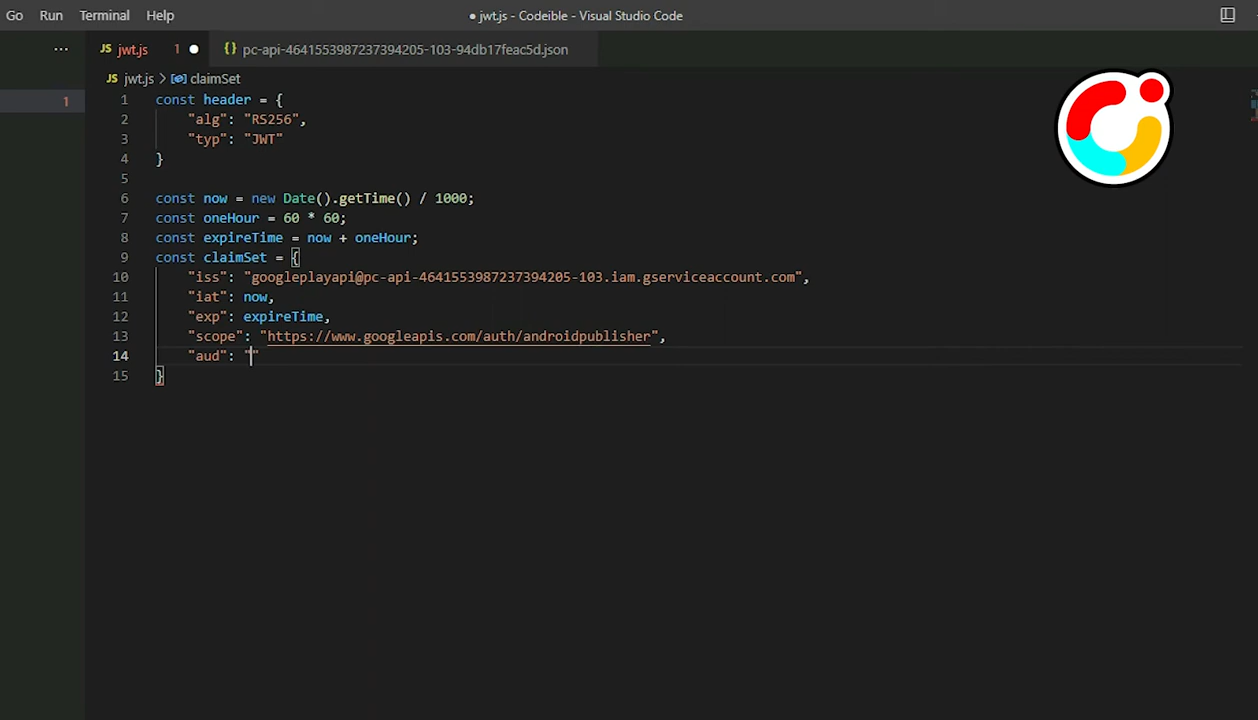 Go Run Terminal Help ● jwt.js - Codeible - Visual Studio Code
··· JS jwt.js 1 ● {} pc-api-4641553987237394205-103-94db17feac5d.json
JS jwt.js > claimSet
1 const header = {
1
2 "alg": "RS256",
3 "typ": "JWT"
4 }
5
6 const now = new Date().getTime() / 1000;
7 const oneHour = 60 * 60;
8 const expireTime = now + oneHour;
9 const claimSet = {
10 "iss": "googleplayapi@pc-api-4641553987237394205-103.iam.gserviceaccount.com",
11 "iat": now,
12 "exp": expireTime,
13 "scope": "https://www.googleapis.com/auth/androidpublisher",
14 "aud": ""
15 }